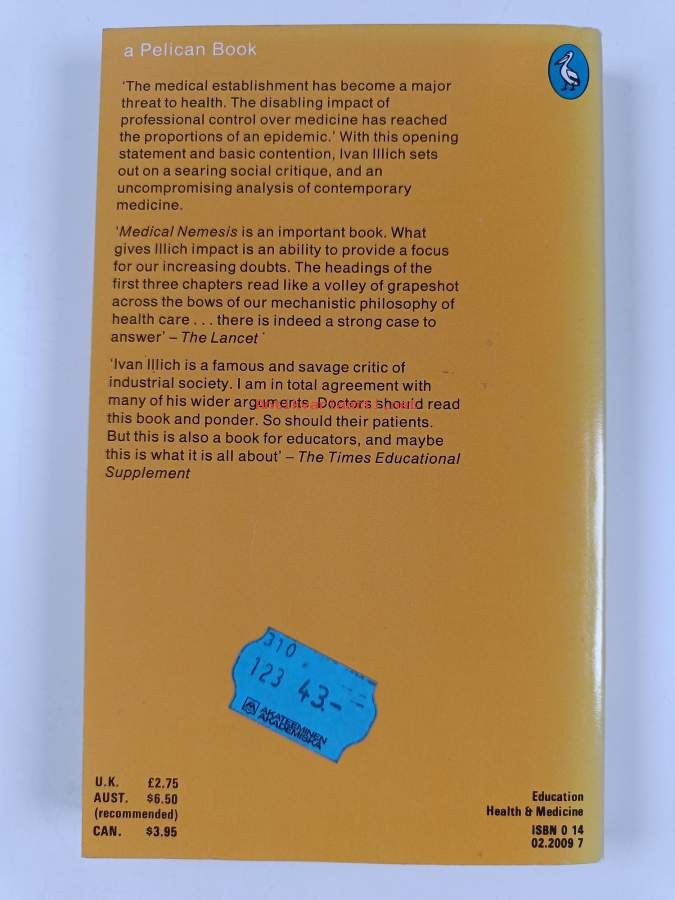 a Pelican Book
'The medical establishment has become a major
threat to health. The disabling impact of
professional control over medicine has reached
the proportions of an epidemic.' With this opening
statement and basic contention, Ivan Illich sets
out on a searing social critique, and an
uncompromising analysis of contemporary
medicine.
'Medical Nemesis is an important book. What
gives Illich impact is an ability to provide a focus
for our increasing doubts. The headings of the
first three chapters read like a volley of grapeshot
across the bows of our mechanistic philosophy of
health care . . . there is indeed a strong case to
answer' – The Lancet
'Ivan Illich is a famous and savage critic of
industrial society. I am in total agreement with
many of his wider arguments. Doctors should read
this book and ponder. So should their patients.
But this is also a book for educators, and maybe
this is what it is all about' – The Times Educational
Supplement
310
123 43.–
AKATEEMINEN
AKADEMISKA
U.K. £2.75
AUST. $6.50
(recommended)
CAN. $3.95
Education
Health & Medicine
ISBN 0 14
02.2009 7